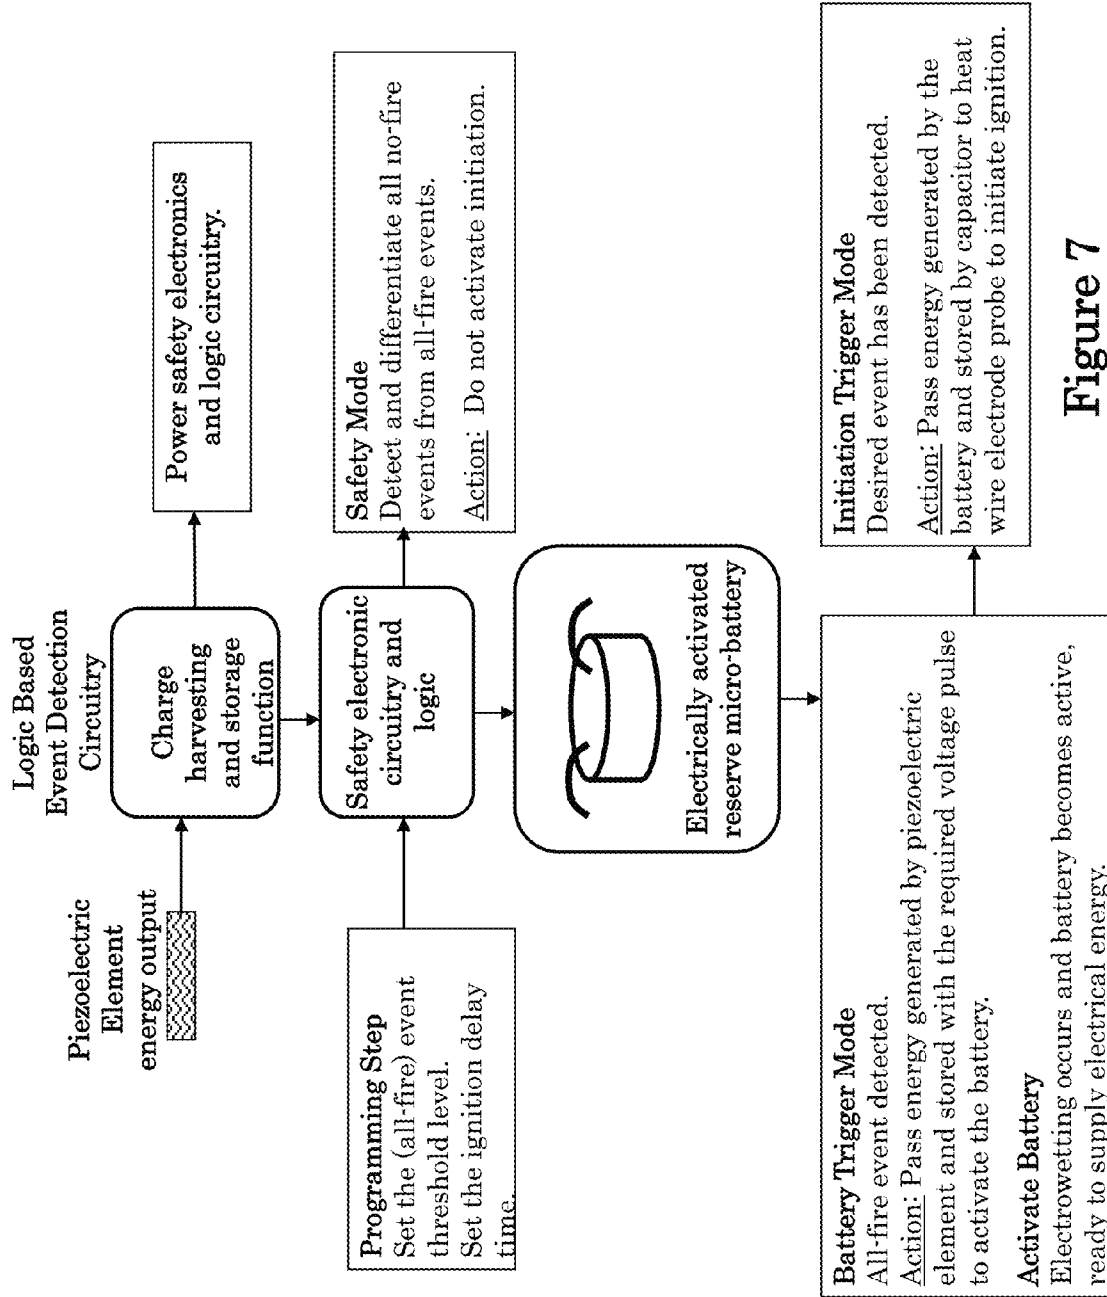 Logic Based
Event Detection
Circuitry
Piezoelectric
Element
energy output
Charge
harvesting
and storage
function
Power safety electronics
and logic circuitry.
Programming Step
Set the (all-fire) event
threshold level.
Set the ignition delay
time.
Safety electronic
circuitry and
logic
Safety Mode
Detect and differentiate all no-fire
events from all-fire events.
Action: Do not activate initiation.
Electrically activated
reserve micro-battery
Battery Trigger Mode
All-fire event detected.
Action: Pass energy generated by piezoelectric
element and stored with the required voltage pulse
to activate the battery.
Activate Battery
Electrowetting occurs and battery becomes active,
ready to supply electrical energy.
Initiation Trigger Mode
Desired event has been detected.
Action: Pass energy generated by the
battery and stored by capacitor to heat
wire electrode probe to initiate ignition.
Figure 7